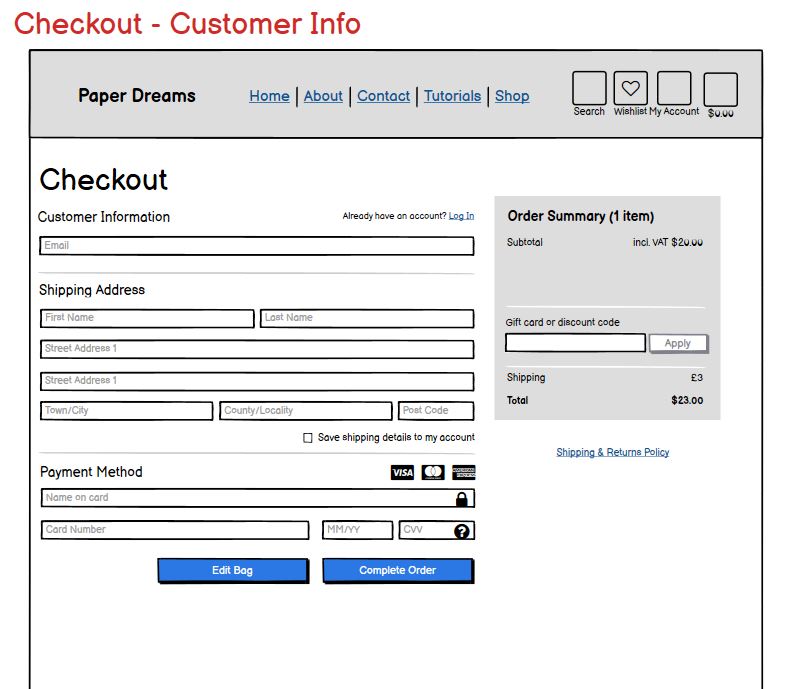 Checkout - Customer Info
Paper Dreams
Home | About | Contact | Tutorials | Shop
Search Wishlist My Account $0.00
Checkout
Customer Information
Already have an account? Log In
Email
Shipping Address
First Name
Last Name
Street Address 1
Street Address 1
Town/City
County/Locality
Post Code
Save shipping details to my account
Payment Method
VISA
Name on card
Card Number
MM/YY
CVV
?
Edit Bag
Complete Order
Order Summary (1 item)
Subtotal incl. VAT $20.00
Gift card or discount code
Apply
Shipping £3
Total $23.00
Shipping & Returns Policy